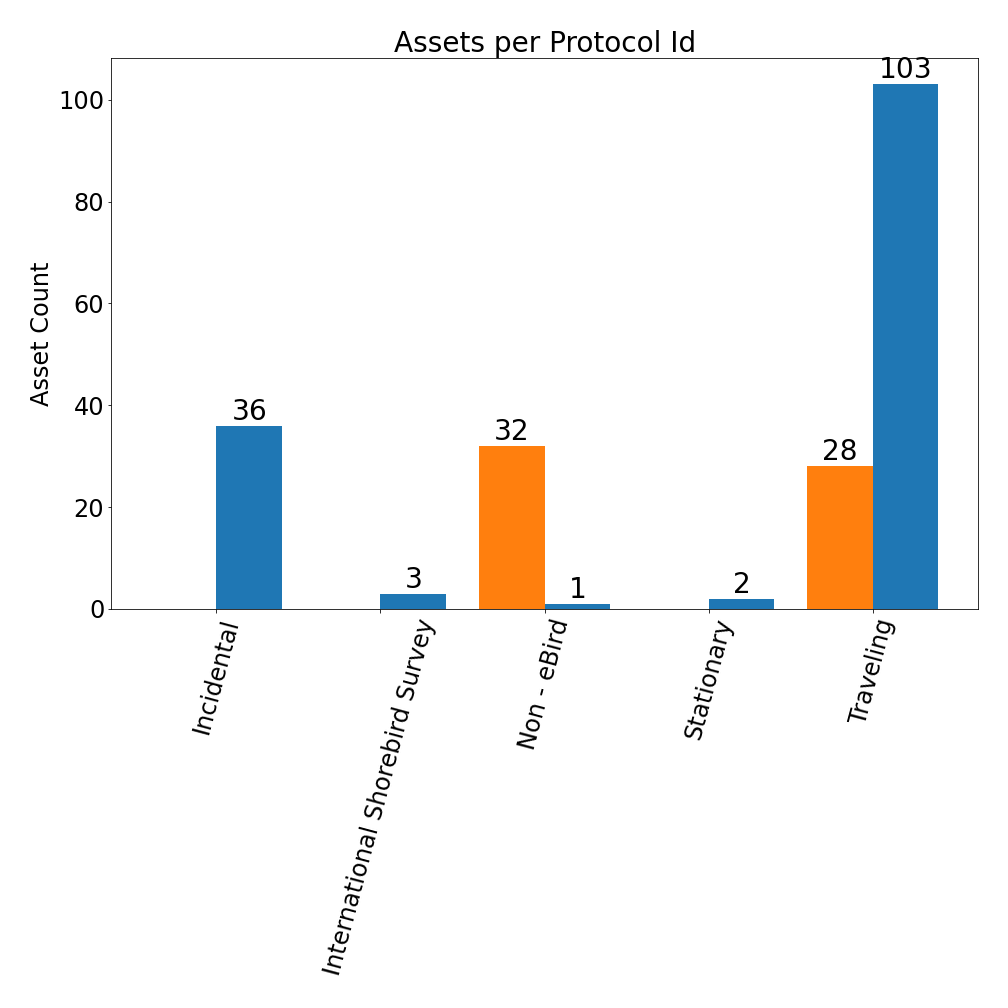 Assets per Protocol Id
Asset Count
100
80
60
40
20
0
36
3
32
1
2
28
103
Incidental
International Shorebird Survey
Non - eBird
Stationary
Traveling